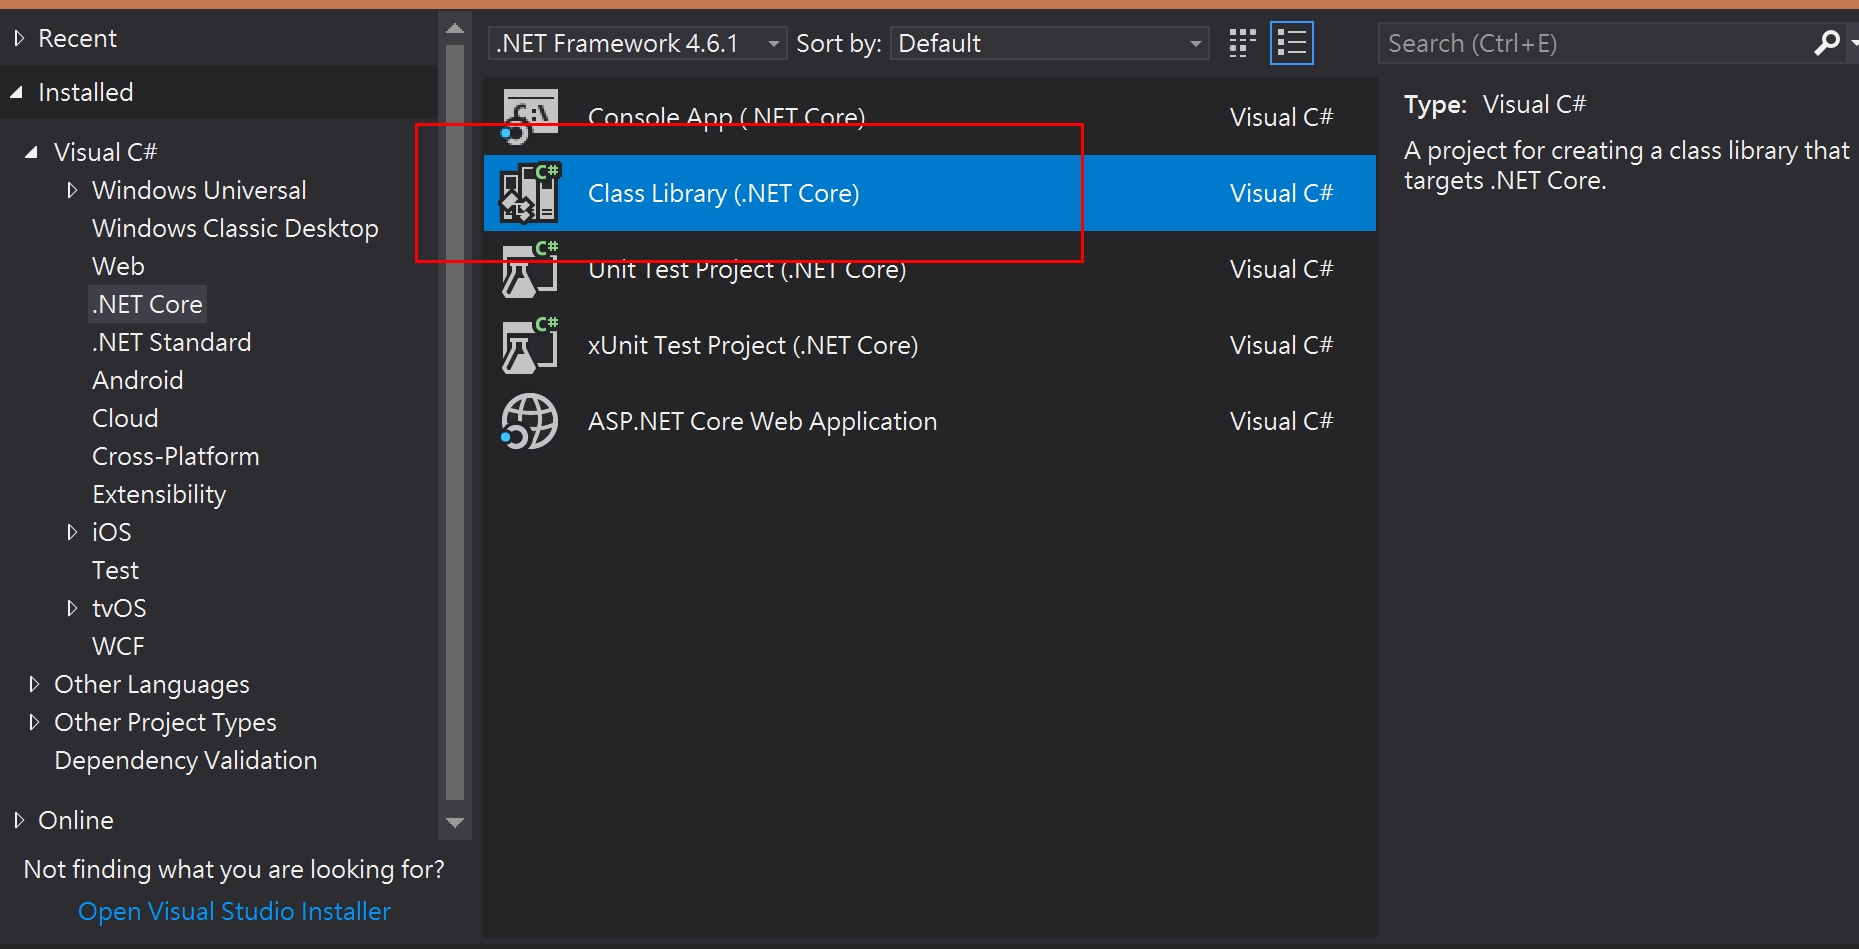 Recent
Installed
Visual C#
Windows Universal
Windows Classic Desktop
Web
.NET Core
.NET Standard
Android
Cloud
Cross-Platform
Extensibility
iOS
Test
tvOS
WCF
Other Languages
Other Project Types
Dependency Validation
Online
Not finding what you are looking for?
Open Visual Studio Installer
.NET Framework 4.6.1 Sort by: Default
Console App (.NET Core) Visual C#
C# Class Library (.NET Core) Visual C#
C# Unit Test Project (.NET Core) Visual C#
C# xUnit Test Project (.NET Core) Visual C#
ASP.NET Core Web Application Visual C#
Search (Ctrl+E)
Type: Visual C#
A project for creating a class library that
targets .NET Core.